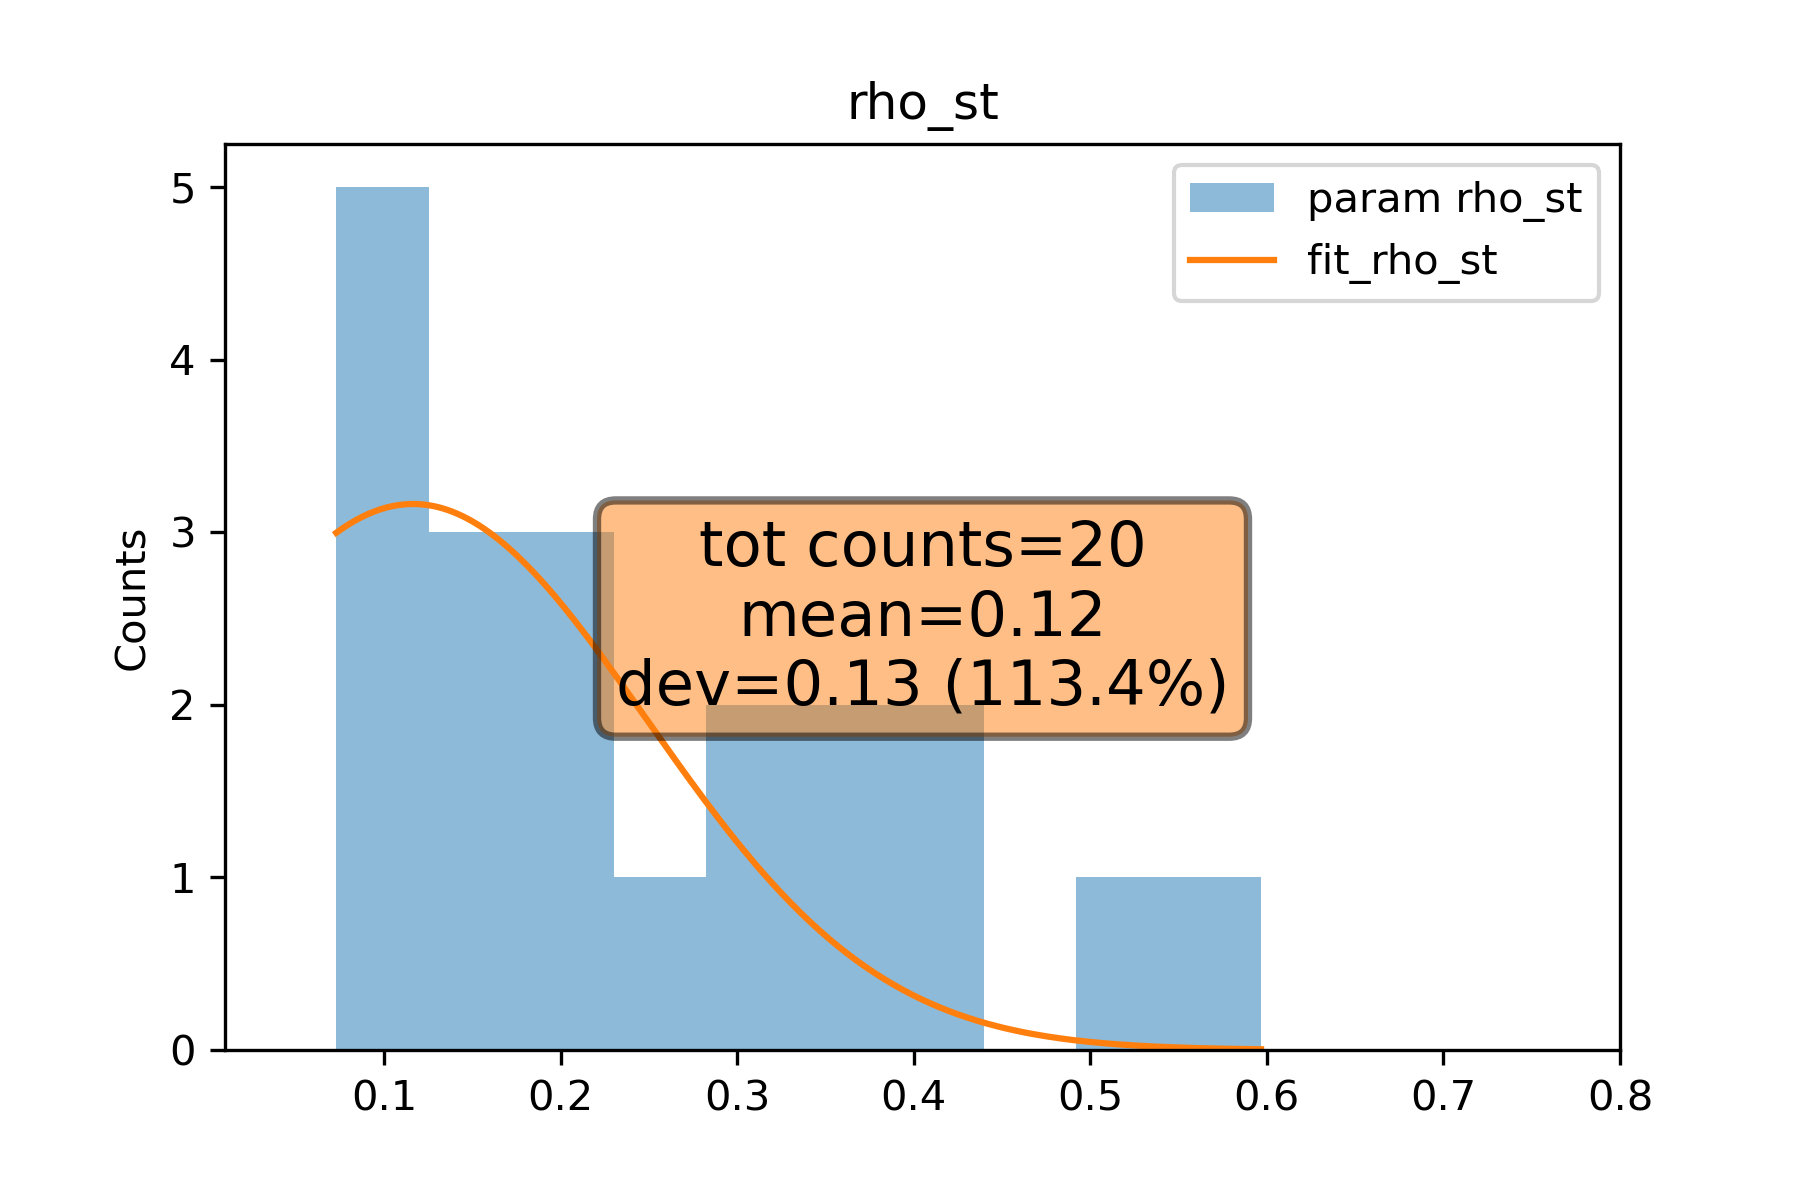 rho_st
param rho_st
fit_rho_st
5
4
3
2
1
0
Counts
tot counts=20
mean=0.12
dev=0.13 (113.4%)
0.1 0.2 0.3 0.4 0.5 0.6 0.7 0.8